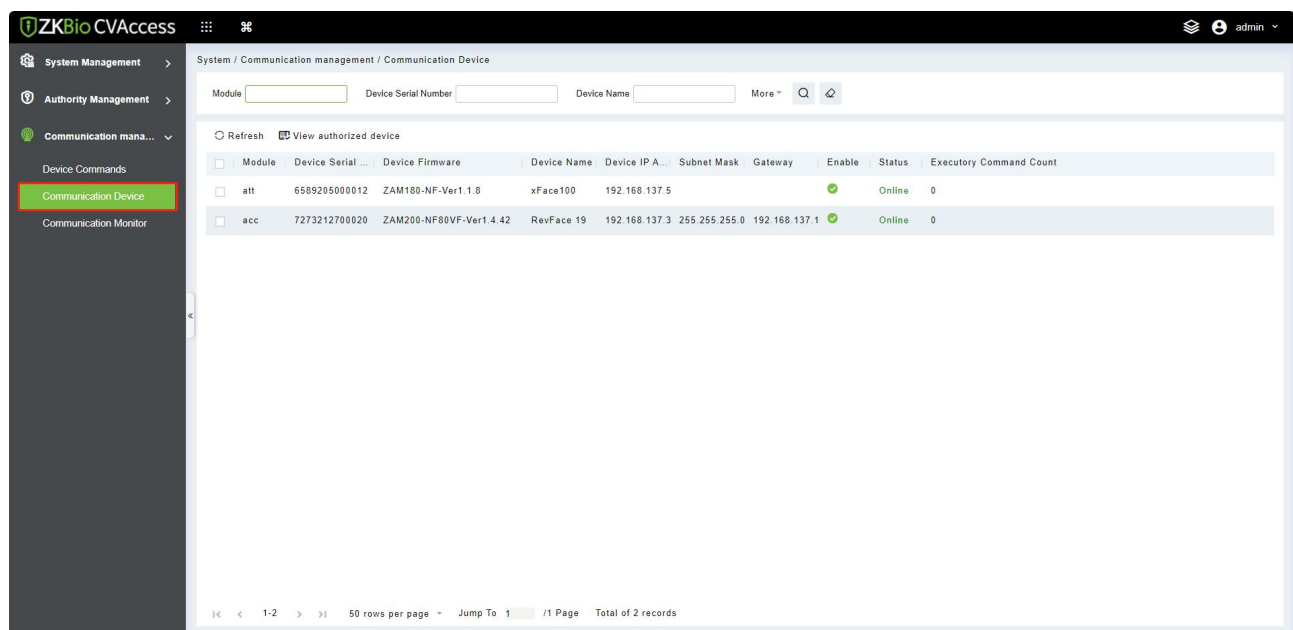 ZKBio CVAccess
admin
System Management
Authority Management
Communication mana...
Device Commands
Communication Device
Communication Monitor
System / Communication management / Communication Device
Module Device Serial Number Device Name More
Refresh View authorized device
Module Device Serial ... Device Firmware Device Name Device IP A... Subnet Mask Gateway Enable Status Executory Command Count
att 6589205000012 ZAM180-NF-Ver1.1.8 xFace100 192.168.137.5 Online 0
acc 7273212700020 ZAM200-NF80VF-Ver1.4.42 RevFace 19 192.168.137.3 255.255.255.0 192.168.137.1 Online 0
1-2 50 rows per page Jump To 1 /1 Page Total of 2 records